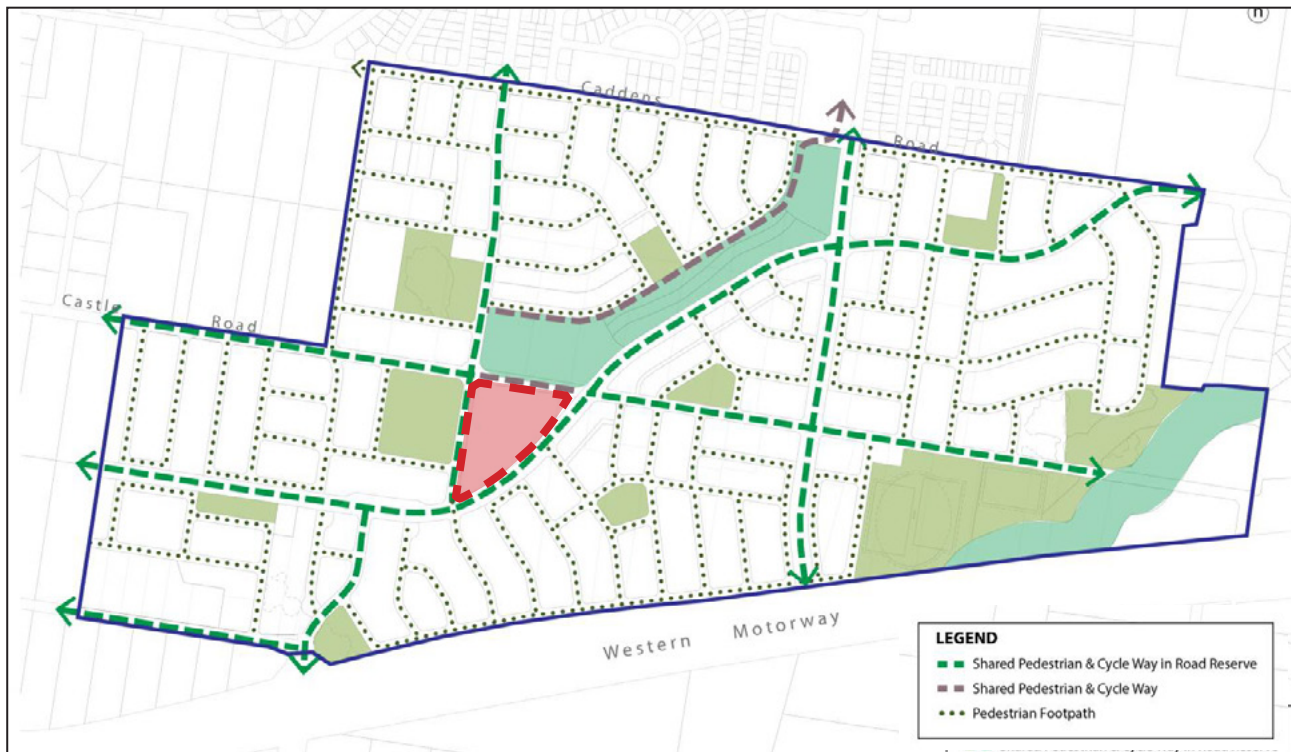 n
Caddens
Road
Castle
Road
Western Motorway
LEGEND
Shared Pedestrian & Cycle Way in Road Reserve
Shared Pedestrian & Cycle Way
Pedestrian Footpath